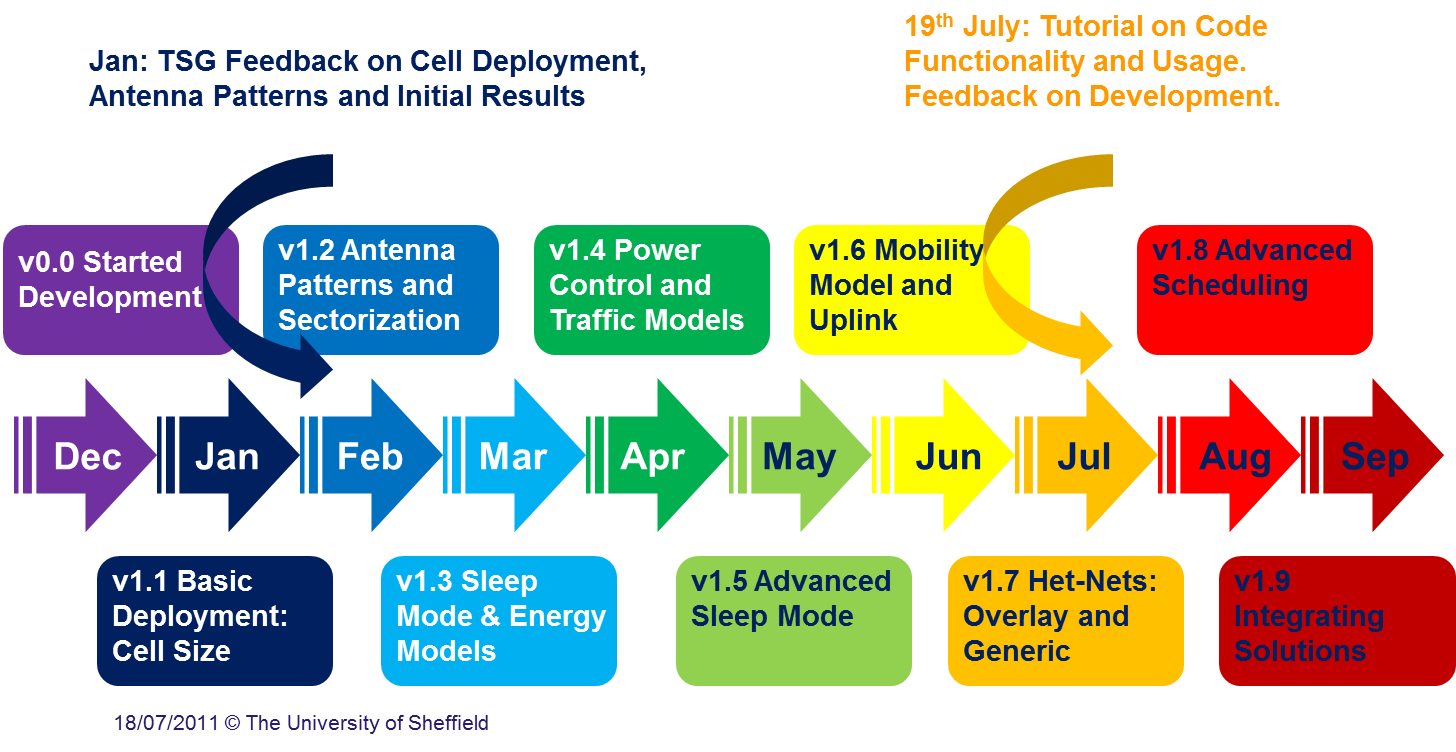 Jan: TSG Feedback on Cell Deployment,
Antenna Patterns and Initial Results
19th July: Tutorial on Code
Functionality and Usage.
Feedback on Development.
v0.0 Started
Development
v1.2 Antenna
Patterns and
Sectorization
v1.4 Power
Control and
Traffic Models
v1.6 Mobility
Model and
Uplink
v1.8 Advanced
Scheduling
Dec
Jan
Feb
Mar
Apr
May
Jun
Jul
Aug
Sep
v1.1 Basic
Deployment:
Cell Size
v1.3 Sleep
Mode & Energy
Models
v1.5 Advanced
Sleep Mode
v1.7 Het-Nets:
Overlay and
Generic
v1.9
Integrating
Solutions
18/07/2011 © The University of Sheffield